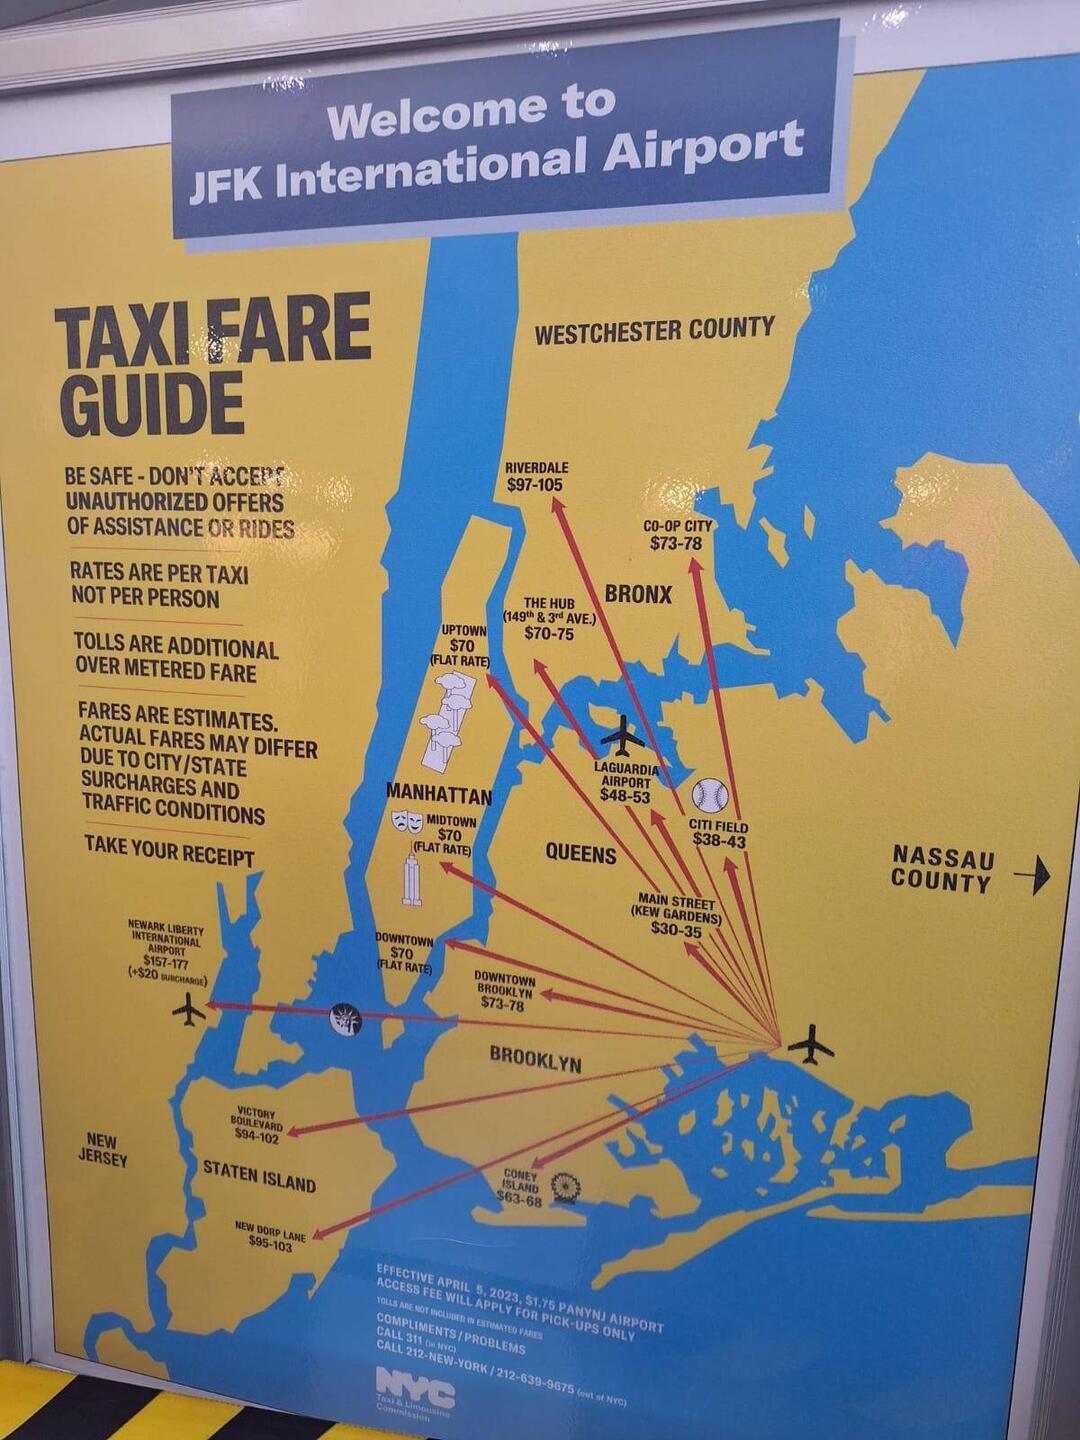 Welcome to
JFK International Airport
TAXI FARE
GUIDE
BE SAFE - DON'T ACCEPT
UNAUTHORIZED OFFERS
OF ASSISTANCE OR RIDES
RATES ARE PER TAXI
NOT PER PERSON
TOLLS ARE ADDITIONAL
OVER METERED FARE
FARES ARE ESTIMATES.
ACTUAL FARES MAY DIFFER
DUE TO CITY/STATE
SURCHARGES AND
TRAFFIC CONDITIONS
TAKE YOUR RECEIPT
WESTCHESTER COUNTY
RIVERDALE
$97-105
CO-OP CITY
$73-78
BRONX
THE HUB
(149th & 3rd AVE.)
$70-75
UPTOWN
$70
(FLAT RATE)
LAGUARDIA
AIRPORT
$48-53
MANHATTAN
MIDTOWN
$70
(FLAT RATE)
CITI FIELD
$38-43
QUEENS
NASSAU
COUNTY
MAIN STREET
(KEW GARDENS)
$30-35
NEWARK LIBERTY
INTERNATIONAL
AIRPORT
$157-177
(+$20 SURCHARGE)
DOWNTOWN
$70
(FLAT RATE)
DOWNTOWN
BROOKLYN
$73-78
BROOKLYN
VICTORY
BOULEVARD
$94-102
NEW
JERSEY
STATEN ISLAND
CONEY
ISLAND
$63-68
NEW DORP LANE
$95-103
EFFECTIVE APRIL 5, 2023, $1.75 PANYNJ AIRPORT
ACCESS FEE WILL APPLY FOR PICK-UPS ONLY
TOLLS ARE NOT INCLUDED IN ESTIMATED FARES
COMPLIMENTS/PROBLEMS
CALL 311 (in NYC)
CALL 212-NEW-YORK / 212-639-9675 (out of NYC)
NYC
Taxi & Limousine
Commission